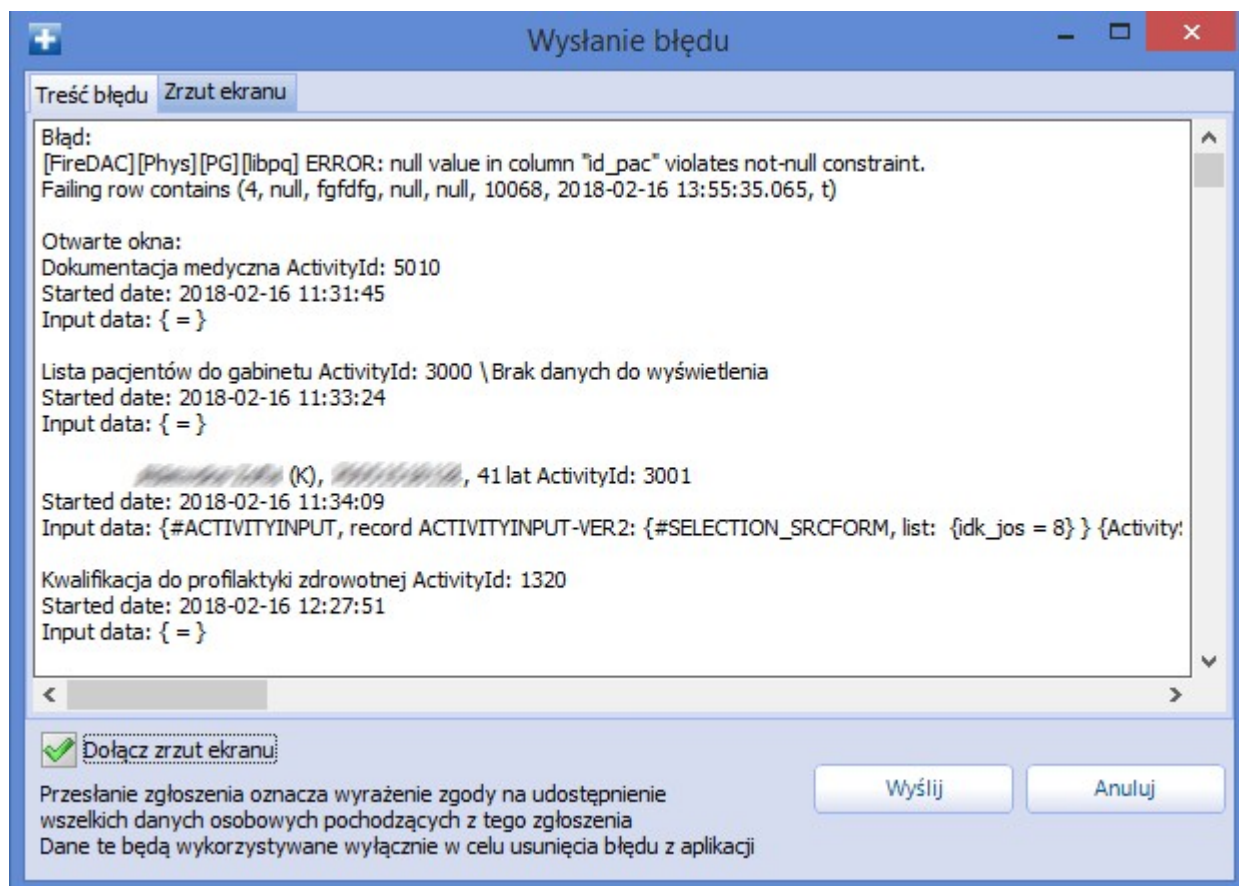 Wysłanie błędu
Treść błędu Zrzut ekranu
Błąd:
[FireDAC][Phys][PG][libpq] ERROR: null value in column "id_pac" violates not-null constraint.
Failing row contains (4, null, fgfdfg, null, null, 10068, 2018-02-16 13:55:35.065, t)
Otwarte okna:
Dokumentacja medyczna ActivityId: 5010
Started date: 2018-02-16 11:31:45
Input data: { = }
Lista pacjentów do gabinetu ActivityId: 3000 \Brak danych do wyświetlenia
Started date: 2018-02-16 11:33:24
Input data: { = }
(K), , 41 lat ActivityId: 3001
Started date: 2018-02-16 11:34:09
Input data: {#ACTIVITYINPUT, record ACTIVITYINPUT-VER2: {#SELECTION_SRCFORM, list: {idk_jos = 8} } {Activity
Kwalifikacja do profilaktyki zdrowotnej ActivityId: 1320
Started date: 2018-02-16 12:27:51
Input data: { = }
Dołącz zrzut ekranu
Przesłanie zgłoszenia oznacza wyrażenie zgody na udostępnienie
wszelkich danych osobowych pochodzących z tego zgłoszenia
Dane te będą wykorzystywane wyłącznie w celu usunięcia błędu z aplikacji
Wyślij Anuluj